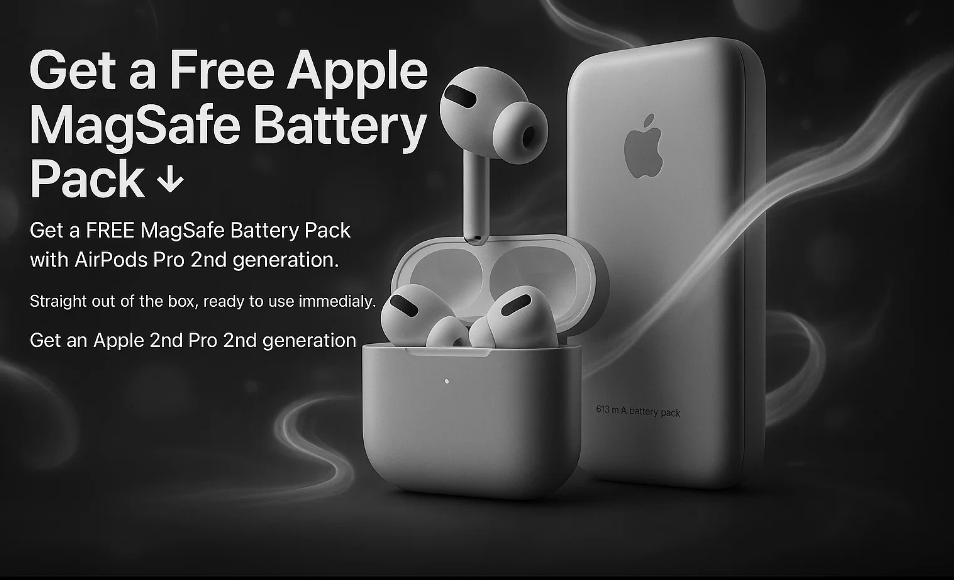 Get a Free Apple
MagSafe Battery
Pack ↓
Get a FREE MagSafe Battery Pack
with AirPods Pro 2nd generation.
Straight out of the box, ready to use immedialy.
Get an Apple 2nd Pro 2nd generation
613 m A battery pack